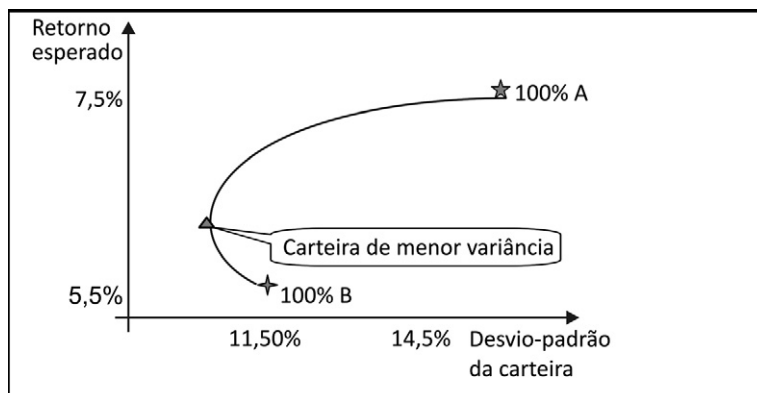 Retorno
esperado
7,5%
100% A
Carteira de menor variância
5,5%
100% B
11,50%
14,5%
Desvio-padrão
da carteira